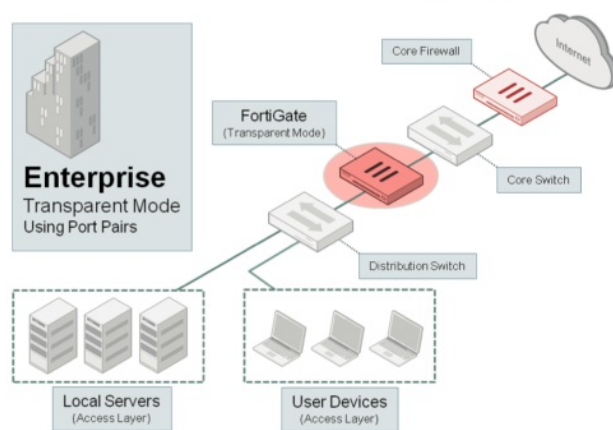 Internet
Core Firewall
FortiGate
(Transparent Mode)
Core Switch
Enterprise
Transparent Mode
Using Port Pairs
Distribution Switch
Local Servers
(Access Layer)
User Devices
(Access Layer)